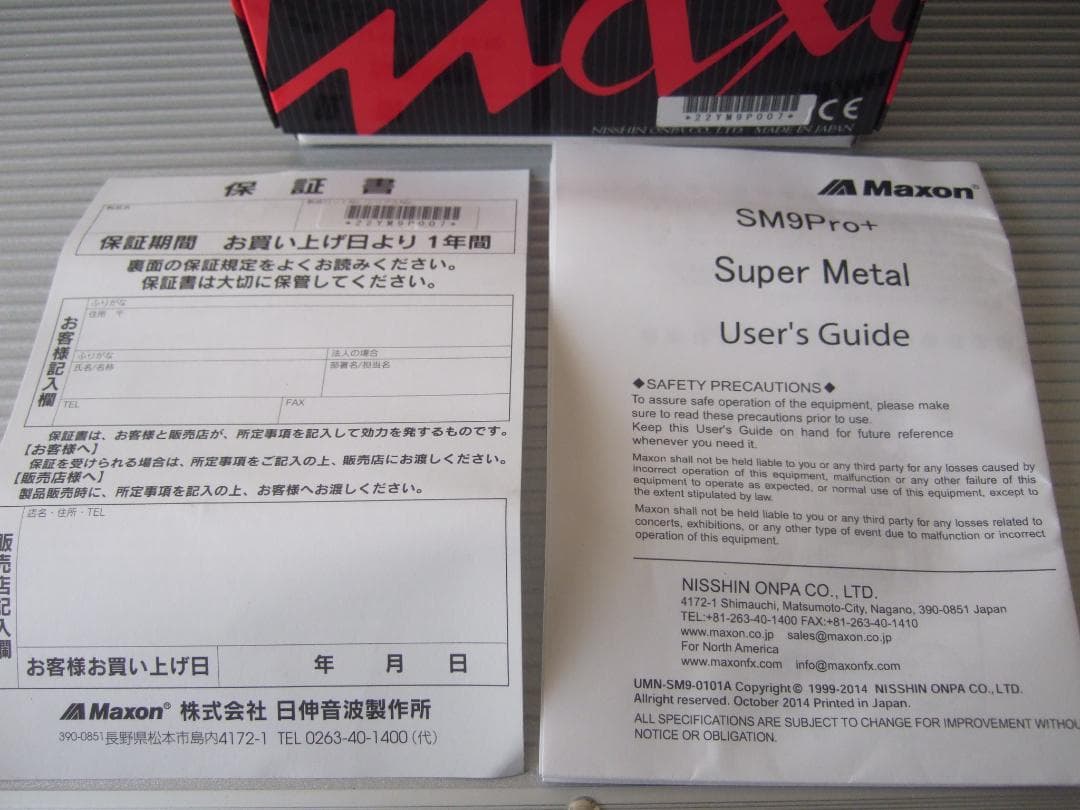 maxon
*22YM9P007*
CE
NISSHIN ONPA CO., LTD. MADE IN JAPAN
保 証 書
*22YM9P007*
保証期間 お買い上げ日より1年間
裏面の保証規定をよくお読みください。
保証書は大切に保管してください。
お客様記入欄
ふりがな
住所 〒
ふりがな
氏名/名称
法人の場合
部署名/担当名
TEL
FAX
保証書は、お客様と販売店が、所定事項を記入して効力を発するものです。
【お客様へ】
保証を受けられる場合は、所定事項をご記入の上、販売店にお渡しください。
【販売店様へ】
製品販売時に、所定事項を記入の上、お客様へお渡しください。
販売店記入欄
店名・住所・TEL
お客様お買い上げ日 年 月 日
Maxon® 株式会社 日伸音波製作所
390-0851長野県松本市島内4172-1 TEL 0263-40-1400（代）
Maxon®
SM9Pro+
Super Metal
User's Guide
◆SAFETY PRECAUTIONS◆
To assure safe operation of the equipment, please make
sure to read these precautions prior to use.
Keep this User's Guide on hand for future reference
whenever you need it.
Maxon shall not be held liable to you or any third party for any losses caused by
incorrect operation of this equipment, malfunction or any other failure of this
equipment to operate as expected, or normal use of this equipment, except to
the extent stipulated by law.
Maxon shall not be held liable to you or any third party for any losses related to
concerts, exhibitions, or any other type of event due to malfunction or incorrect
operation of this equipment.
NISSHIN ONPA CO., LTD.
4172-1 Shimauchi, Matsumoto-City, Nagano, 390-0851 Japan
TEL:+81-263-40-1400 FAX:+81-263-40-1410
www.maxon.co.jp sales@maxon.co.jp
For North America
www.maxonfx.com info@maxonfx.com
UMN-SM9-0101A Copyright© 1999-2014 NISSHIN ONPA CO.,LTD.
Allright reserved. October 2014 Printed in Japan.
ALL SPECIFICATIONS ARE SUBJECT TO CHANGE FOR IMPROVEMENT WITHOU
NOTICE OR OBLIGATION.